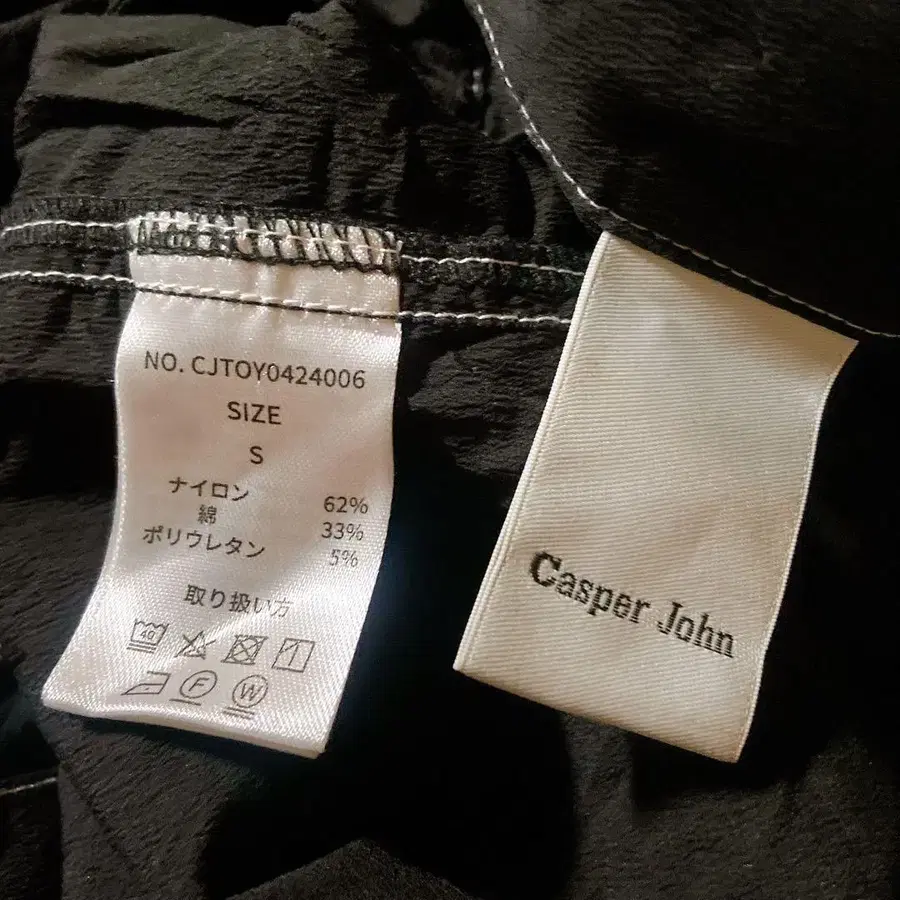 NO. CJTOY0424006
SIZE
S
ナイロン 62%
綿 33%
ポリウレタン 5%
取り扱い方
40
F W
Casper John